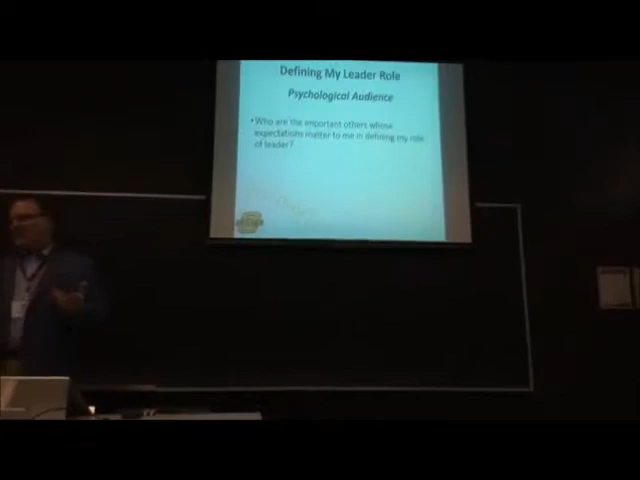 Defining My Leader Role
Psychological Audience
• Who are the important others whose
expectations matter to me in defining my role
of leader?